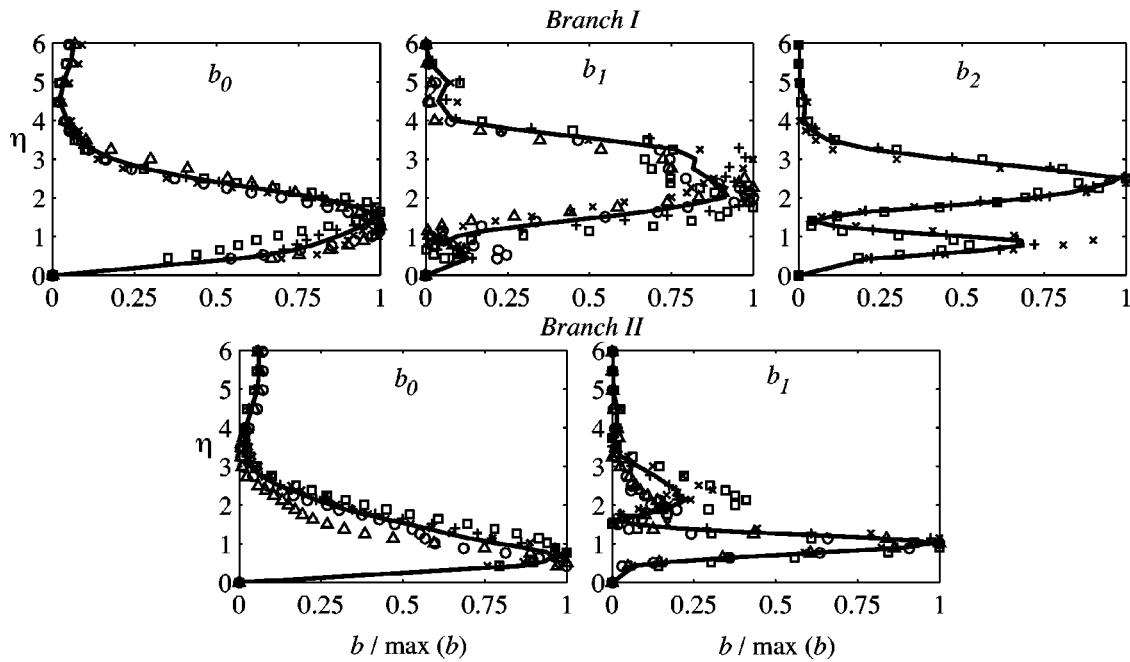 Branch I
6 6 6
b0 b1 b2
5 5 5
4 4 4
η
3 3 3
2 2 2
1 1 1
0 0 0
0 0.25 0.5 0.75 1 0 0.25 0.5 0.75 1 0 0.25 0.5 0.75 1
Branch II
6 6
b0 b1
5 5
4 4
η
3 3
2 2
1 1
0 0
0 0.25 0.5 0.75 1 0 0.25 0.5 0.75 1
b / max (b) b / max (b)